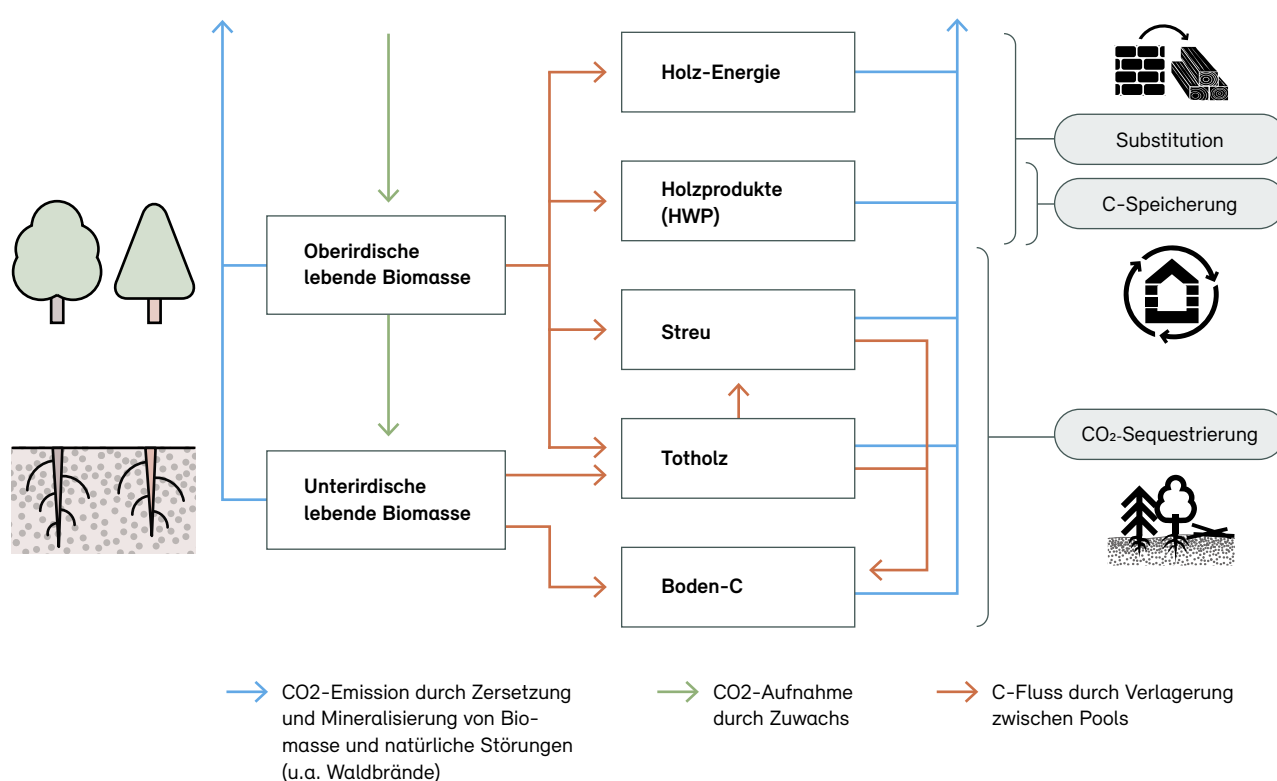 Holz-Energie
Substitution
Holzprodukte
(HWP)
C-Speicherung
Oberirdische
lebende Biomasse
Streu
CO₂-Sequestrierung
Totholz
Unterirdische
lebende Biomasse
Boden-C
CO2-Emission durch Zersetzung
und Mineralisierung von Bio-
masse und natürliche Störungen
(u.a. Waldbrände)
CO2-Aufnahme
durch Zuwachs
C-Fluss durch Verlagerung
zwischen Pools